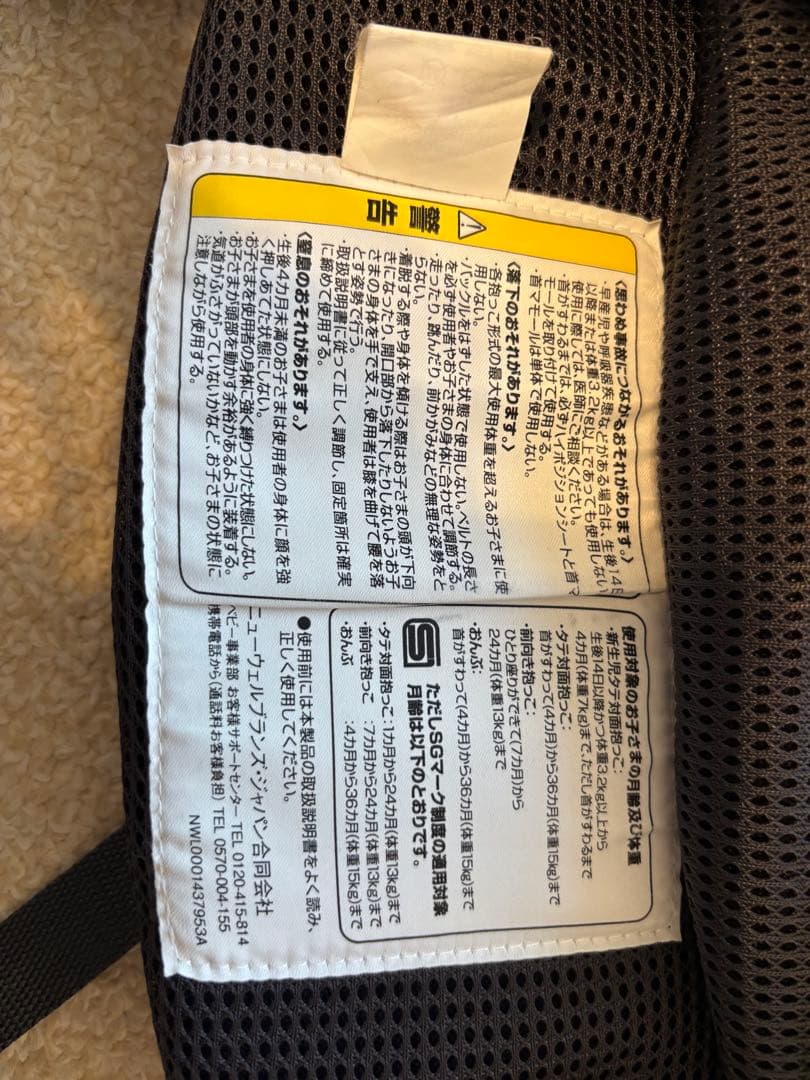 警告
〈思わぬ事故につながるおそれがあります。〉
・早産児や呼吸器疾患などがある場合は、生後14日
以降または体重3.2kg以上であっても使用しない
使用に際しては、医師にご相談ください。
・首がすわるまでは、必ずハイポジションシートと首マ
モールを取り付けて使用する。
・首マモールは単体で使用しない。
〈落下のおそれがあります。〉
・各抱っこ形式の最大使用体重を超えるお子さまに使
用しない。
・バックルをはずした状態で使用しない。ベルトの長さ
を必ず使用者やお子さまの身体に合わせて調節する。
・走ったり、跳んだり、前かがみなどの無理な姿勢をと
らない。
・着脱する際や身体を傾ける際はお子さまの頭が下向
きになったり、開口部から落下したりしないようお子
さまの身体を手で支え、使用者は膝を曲げて腰を落
とす姿勢で行う。
・取扱説明書に従って正しく調節し、固定箇所は確実
に締めて使用する。
〈窒息のおそれがあります。〉
・生後4カ月未満のお子さまは使用者の身体に顔を強
く押しあてた状態にしない。
・お子さまを使用者の身体に強く縛りつけた状態にしない。
・お子さまが頭部を動かす余裕があるように装着する。
・気道がふさがっていないかなど、お子さまの状態に
注意しながら使用する。
使用対象のお子さまの月齢及び体重
・新生児タテ対面抱っこ:
生後14日以降かつ体重3.2kg以上から
4カ月(体重7kg)まで、ただし首がすわるまで
・タテ対面抱っこ:
首がすわって(4カ月)から36カ月(体重15kg)まで
・前向き抱っこ:
ひとり座りができて(7カ月)から
24カ月(体重13kg)まで
・おんぶ:
首がすわって(4カ月)から36カ月(体重15kg)まで
ただしSGマーク制度の適用対象
月齢は以下のとおりです。
・タテ対面抱っこ:1カ月から24カ月(体重13kg)まで
・前向き抱っこ :7カ月から24カ月(体重13kg)まで
・おんぶ :4カ月から36カ月(体重15kg)まで
●使用前には本製品の取扱説明書をよく読み、
正しく使用してください。
ニューウェルブランズ・ジャパン合同会社
ベビー事業部 お客様サポートセンター TEL 0120-415-814
携帯電話から(通話料お客様負担) TEL 0570-004-155
NWL0001437953A